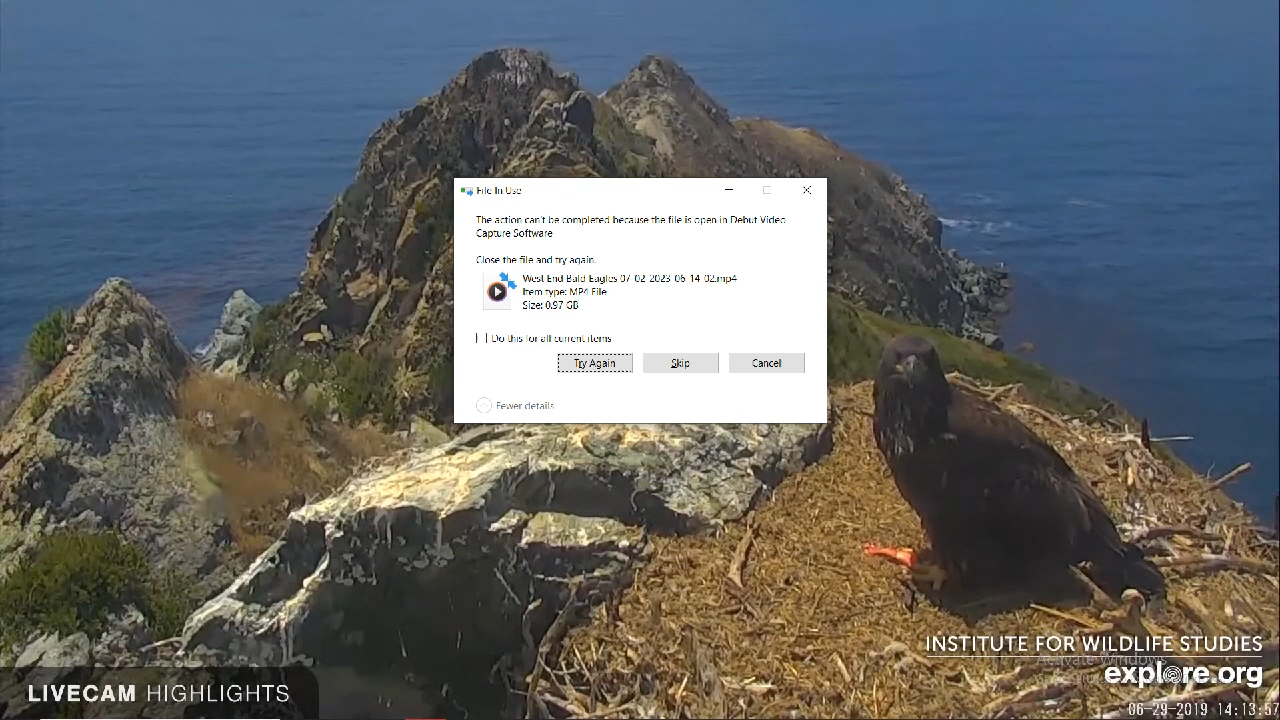 File In Use
The action can't be completed because the file is open in Debut Video
Capture Software
Close the file and try again.
West End Bald Eagles 07-02-2023-06-14-02.mp4
Item type: MP4 File
Size: 0.97 GB
Do this for all current items
Try Again Skip Cancel
Fewer details
INSTITUTE FOR WILDLIFE STUDIES
Activate Windows
explore.org
LIVECAM HIGHLIGHTS
06-29-2019 14:13:57